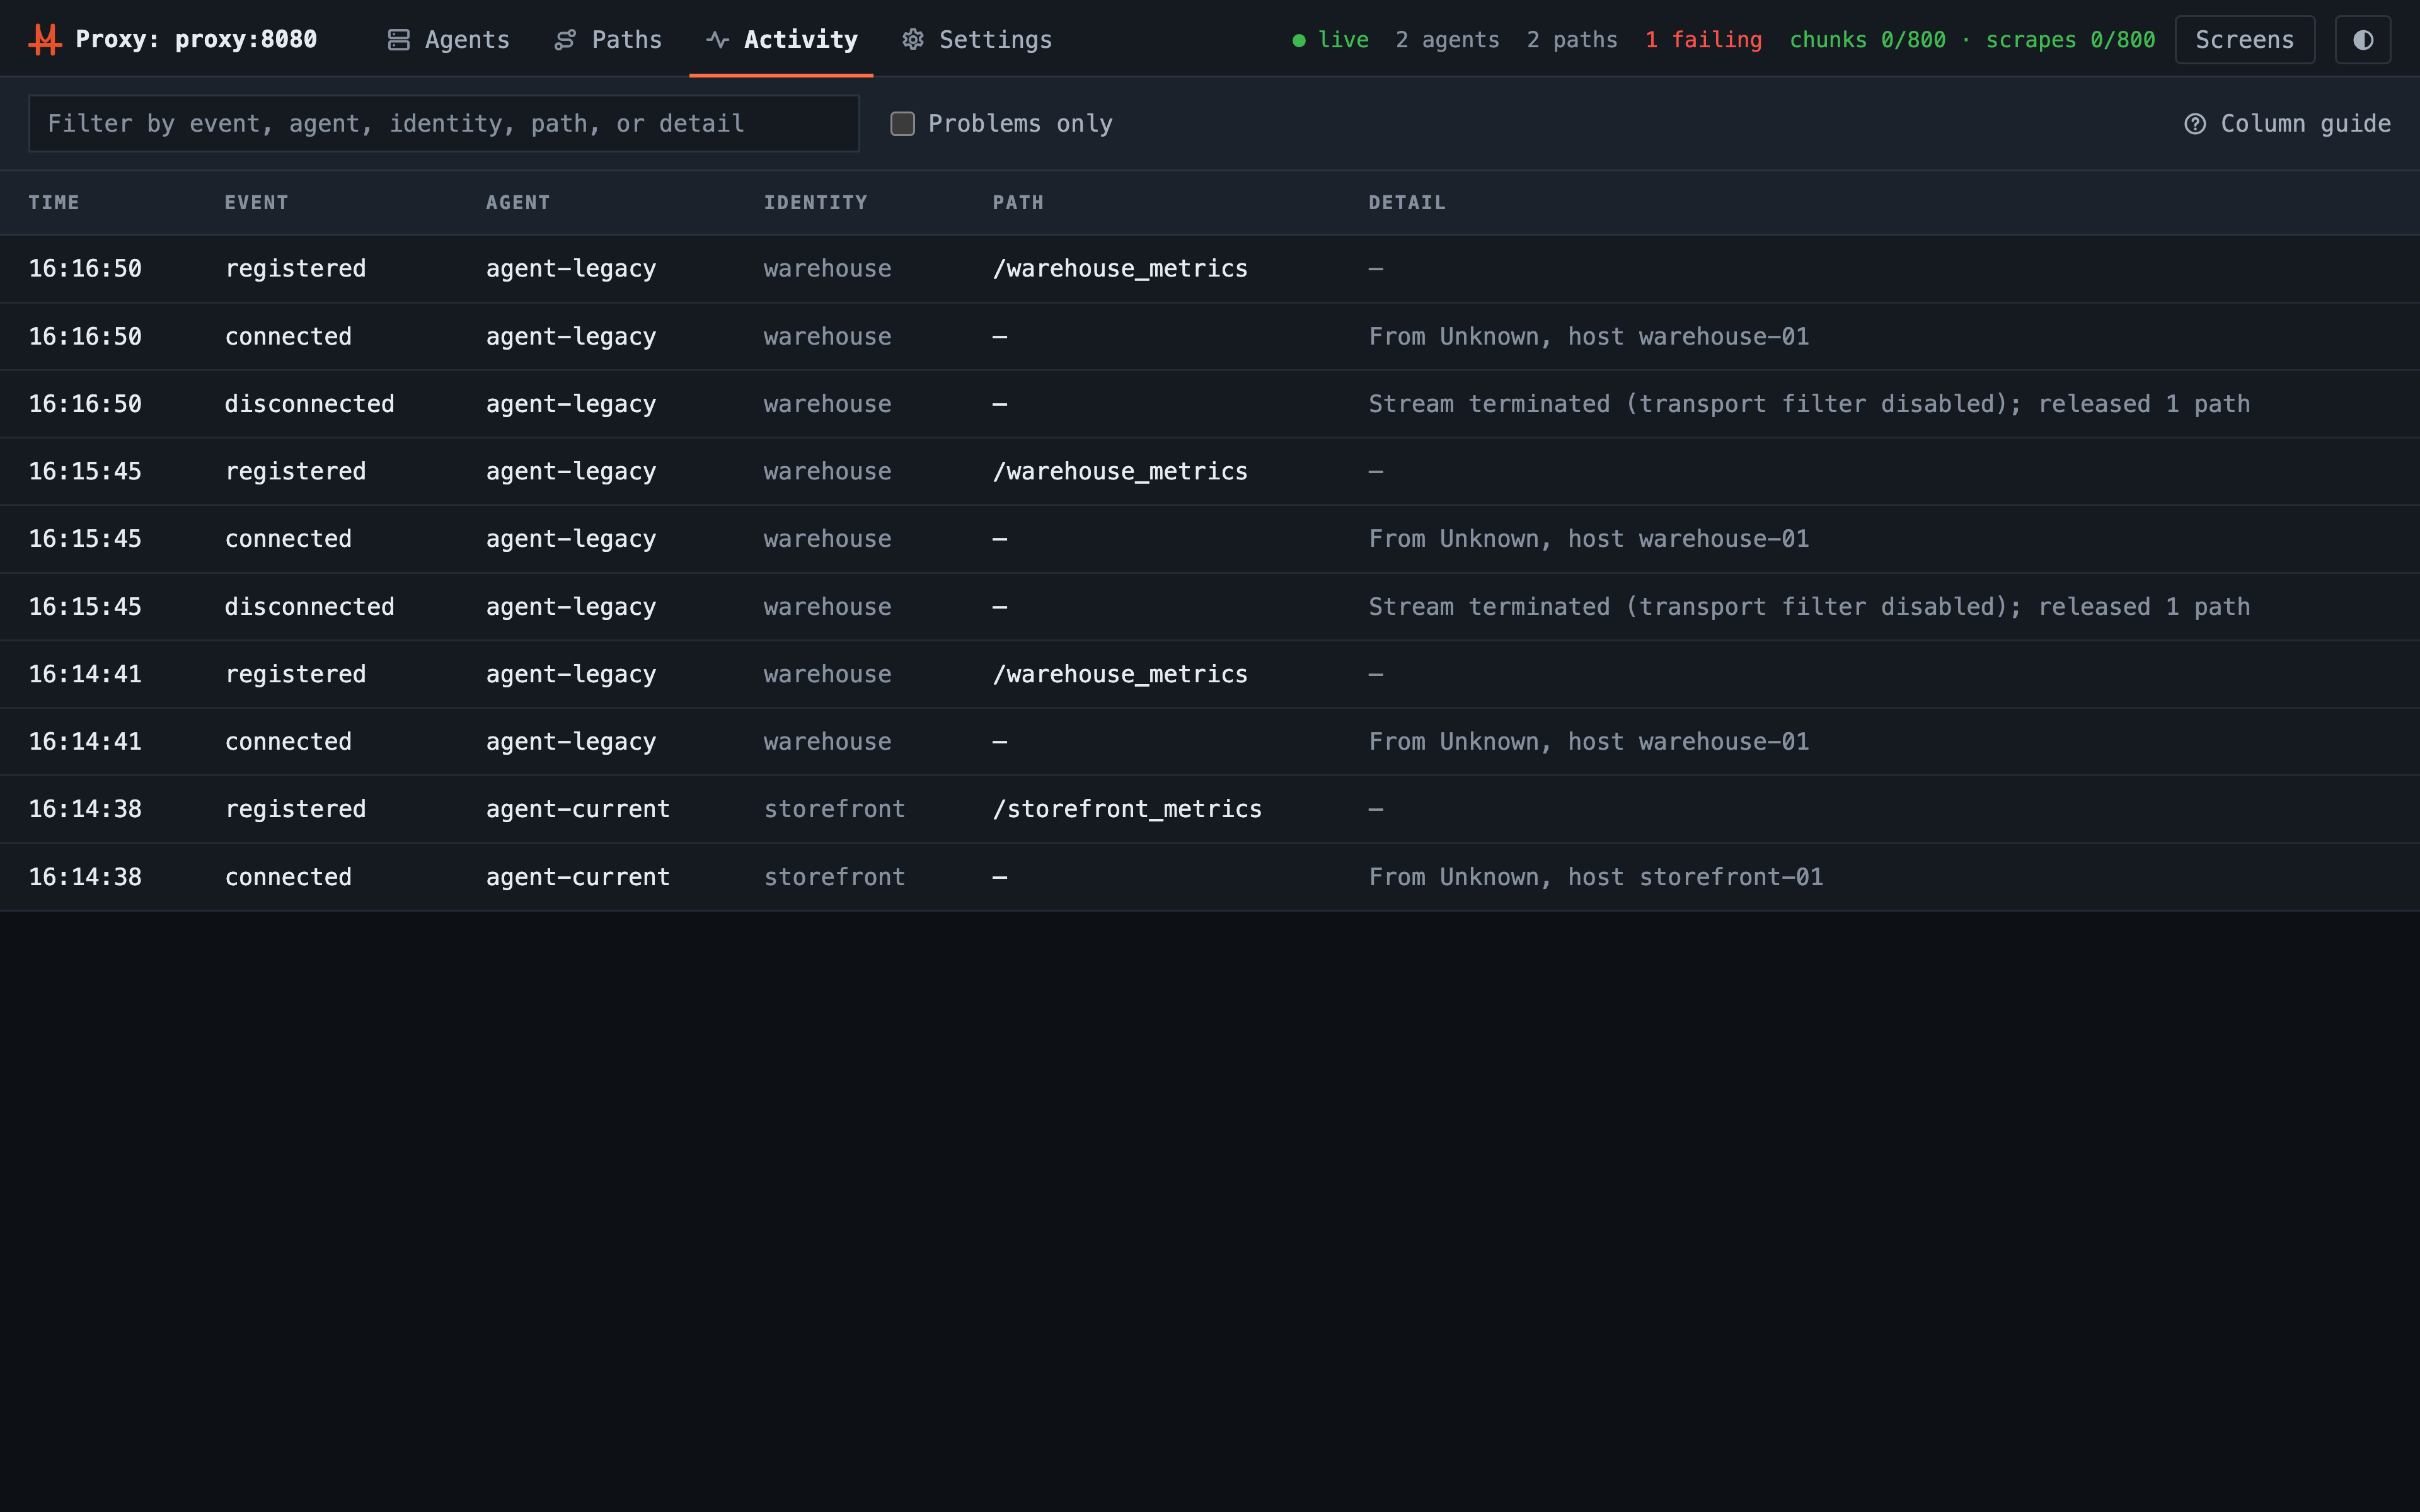 Proxy: proxy:8080 Agents Paths Activity Settings live 2 agents 2 paths 1 failing chunks 0/800 · scrapes 0/800 Screens
Filter by event, agent, identity, path, or detail Problems only Column guide
TIME EVENT AGENT IDENTITY PATH DETAIL
16:16:50 registered agent-legacy warehouse /warehouse_metrics —
16:16:50 connected agent-legacy warehouse — From Unknown, host warehouse-01
16:16:50 disconnected agent-legacy warehouse — Stream terminated (transport filter disabled); released 1 path
16:15:45 registered agent-legacy warehouse /warehouse_metrics —
16:15:45 connected agent-legacy warehouse — From Unknown, host warehouse-01
16:15:45 disconnected agent-legacy warehouse — Stream terminated (transport filter disabled); released 1 path
16:14:41 registered agent-legacy warehouse /warehouse_metrics —
16:14:41 connected agent-legacy warehouse — From Unknown, host warehouse-01
16:14:38 registered agent-current storefront /storefront_metrics —
16:14:38 connected agent-current storefront — From Unknown, host storefront-01